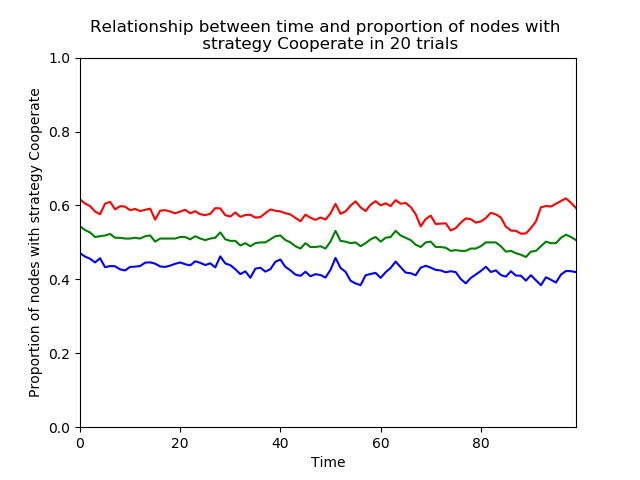 Relationship between time and proportion of nodes with
strategy Cooperate in 20 trials
1.0
0.8
0.6
0.4
0.2
0.0
Proportion of nodes with strategy Cooperate
0 20 40 60 80
Time